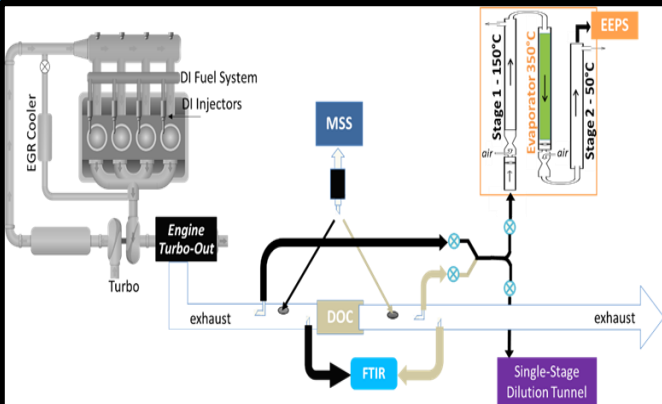 EEPS
DI Fuel System
DI Injectors
EGR Cooler
MSS
Stage 1 - 150°C
Evaporator 350°C
Stage 2 - 50°C
air
air
Engine
Turbo-Out
Turbo
exhaust
DOC
exhaust
FTIR
Single-Stage
Dilution Tunnel